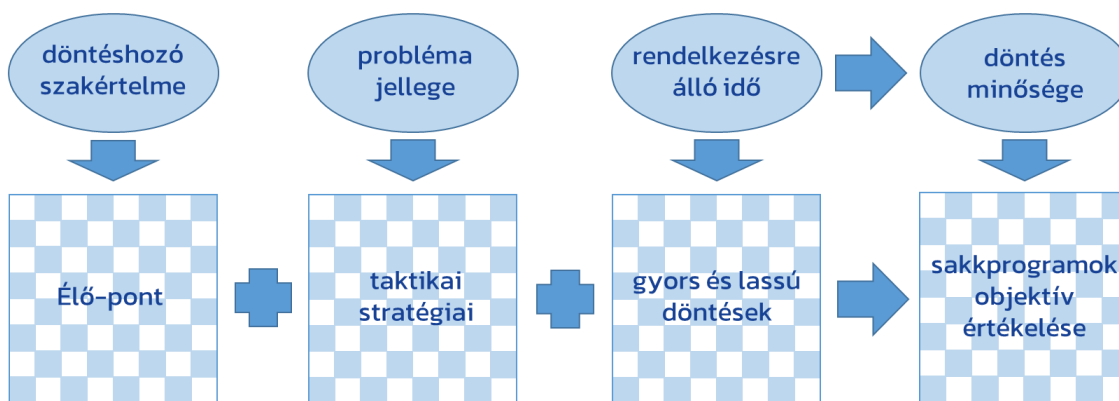 döntéshozó
szakértelme
probléma
jellege
rendelkezésre
álló idő
döntés
minősége
Élő-pont
taktikai
stratégiai
gyors és lassú
döntések
sakkprogramok
objektív
értékelése